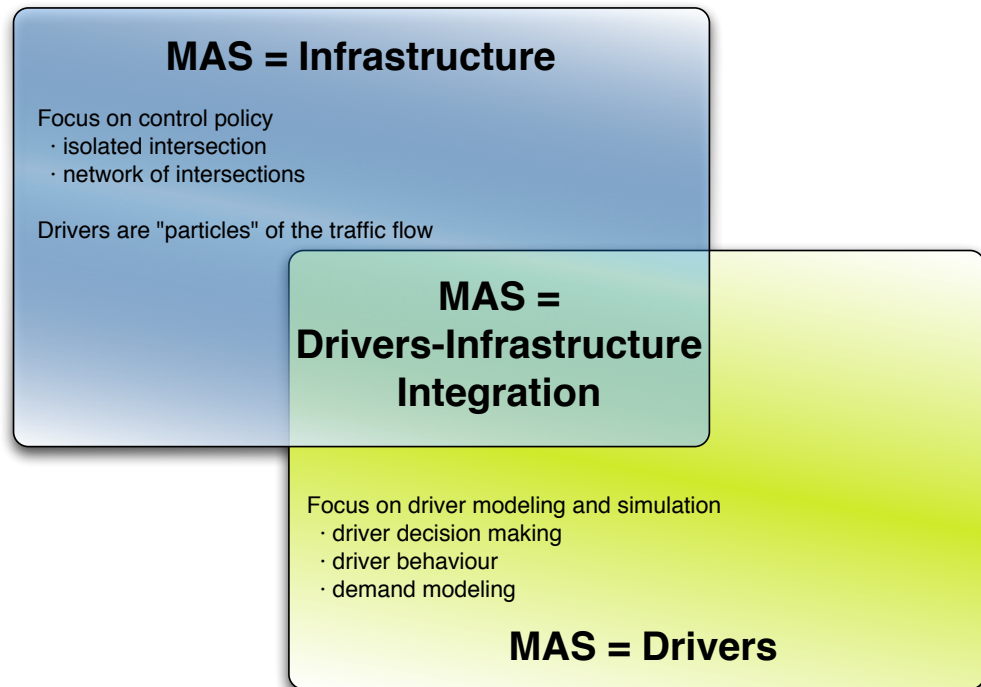 MAS = Infrastructure
Focus on control policy
· isolated intersection
· network of intersections
Drivers are "particles" of the traffic flow
MAS =
Drivers-Infrastructure
Integration
Focus on driver modeling and simulation
· driver decision making
· driver behaviour
· demand modeling
MAS = Drivers